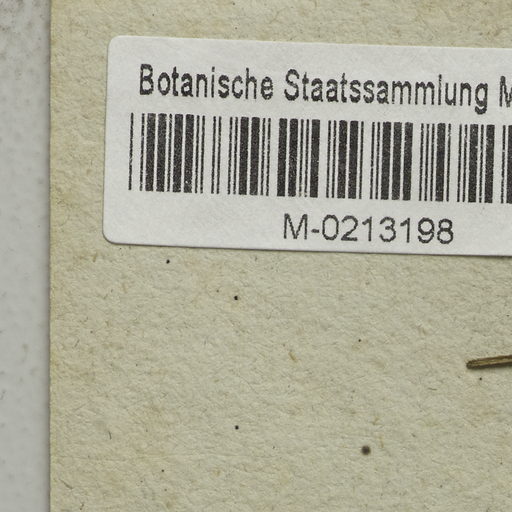 Botanische Staatssammlung M
M-0213198